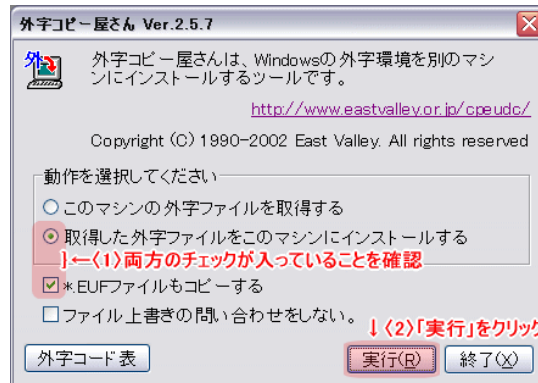 外字コピー屋さん Ver.2.5.7
外
外字コピー屋さんは、Windowsの外字環境を別のマシ
ンにインストールするツールです。
http://www.eastvalley.or.jp/cpeudc/
Copyright (C) 1990-2002 East Valley. All rights reserved
動作を選択してください
このマシンの外字ファイルを取得する
取得した外字ファイルをこのマシンにインストールする
}←〈1〉両方のチェックが入っていることを確認
*.EUFファイルもコピーする
ファイル上書きの問い合わせをしない。
↓〈2〉「実行」をクリック
外字コード表
実行(R)
終了(X)